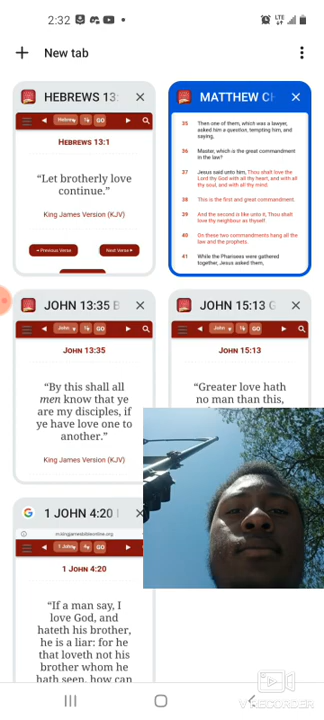 2:32 LTE
+ New tab
HEBREWS 13: ×
Hebrew 13 GO
HEBREWS 13:1
“Let brotherly love
continue.”
King James Version (KJV)
Previous Verse Next Verse
MATTHEW CH ×
35 Then one of them, which was a lawyer,
asked him a question, tempting him, and
saying,
36 Master, which is the great commandment
in the law?
37 Jesus said unto him, Thou shalt love the
Lord thy God with all thy heart, and with all
thy soul, and with all thy mind.
38 This is the first and great commandment.
39 And the second is like unto it, Thou shalt
love thy neighbour as thyself.
40 On these two commandments hang all the
law and the prophets.
41 While the Pharisees were gathered
together, Jesus asked them,
JOHN 13:35 B ×
John GO
JOHN 13:35
“By this shall all
men know that ye
are my disciples, if
ye have love one to
another.”
King James Version (KJV)
JOHN 15:13 G ×
John GO
JOHN 15:13
“Greater love hath
no man than this,
1 JOHN 4:20
1 John GO
1 JOHN 4:20
“If a man say, I
love God, and
hateth his brother,
he is a liar: for he
that loveth not his
brother whom he
hath seen, how can
V RECORDER